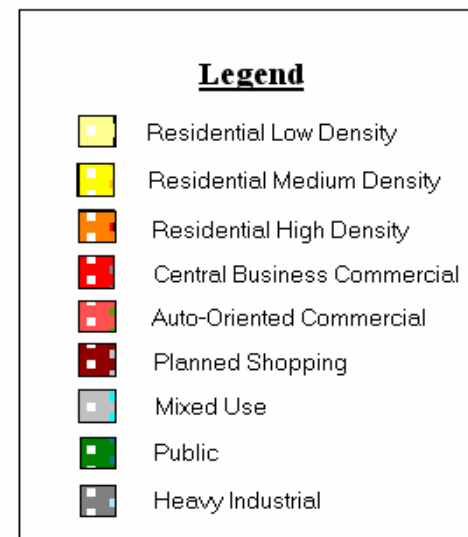 Legend
Residential Low Density
Residential Medium Density
Residential High Density
Central Business Commercial
Auto-Oriented Commercial
Planned Shopping
Mixed Use
Public
Heavy Industrial